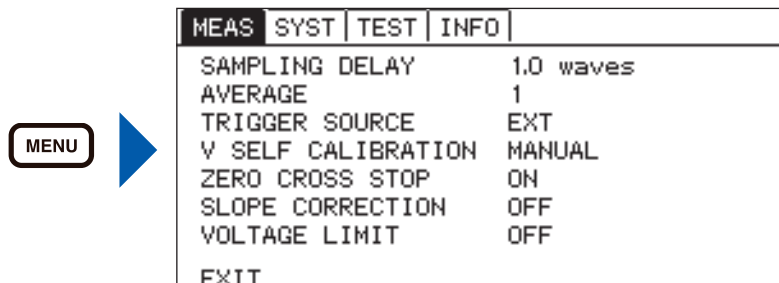 MENU
MEAS SYST TEST INFO
SAMPLING DELAY 1.0 waves
AVERAGE 1
TRIGGER SOURCE EXT
V SELF CALIBRATION MANUAL
ZERO CROSS STOP ON
SLOPE CORRECTION OFF
VOLTAGE LIMIT OFF
EXIT